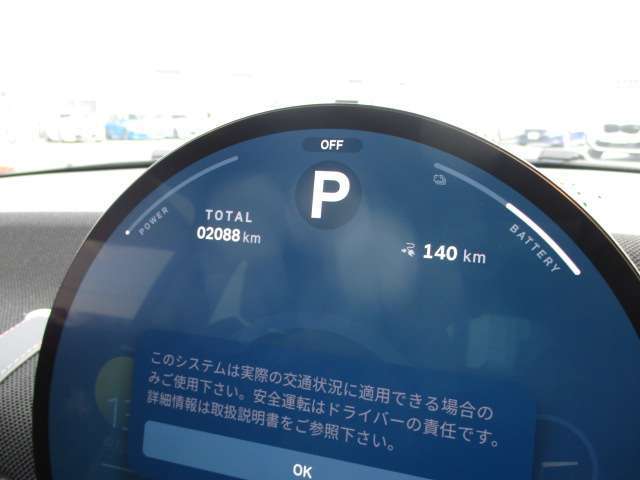 OFF
P
POWER
TOTAL
02088 km
140 km
BATTERY
このシステムは実際の交通状況に適用できる場合の
みご使用下さい。安全運転はドライバーの責任です。
詳細情報は取扱説明書をご参照下さい。
OK